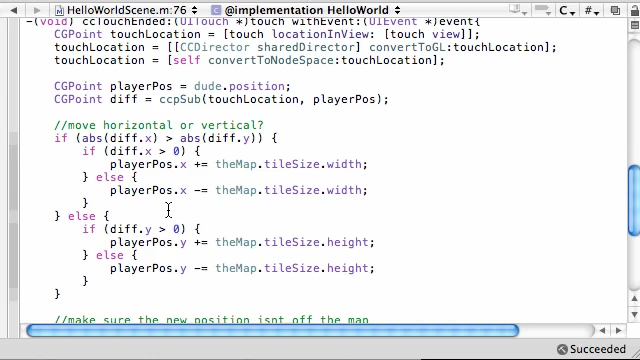 HelloWorldScene.m:76 @implementation HelloWorld C #
-(void) ccTouchEnded:(UITouch *)touch withEvent:(UIEvent *)event{
CGPoint touchLocation = [touch locationInView: [touch view]];
touchLocation = [[CCDirector sharedDirector] convertToGL:touchLocation];
touchLocation = [self convertToNodeSpace:touchLocation];
CGPoint playerPos = dude.position;
CGPoint diff = ccpSub(touchLocation, playerPos);
//move horizontal or vertical?
if (abs(diff.x) > abs(diff.y)) {
if (diff.x > 0) {
playerPos.x += theMap.tileSize.width;
} else {
playerPos.x -= theMap.tileSize.width;
}
} else {
if (diff.y > 0) {
playerPos.y += theMap.tileSize.height;
} else {
playerPos.y -= theMap.tileSize.height;
}
}
//make sure the new position isnt off the map
Succeeded